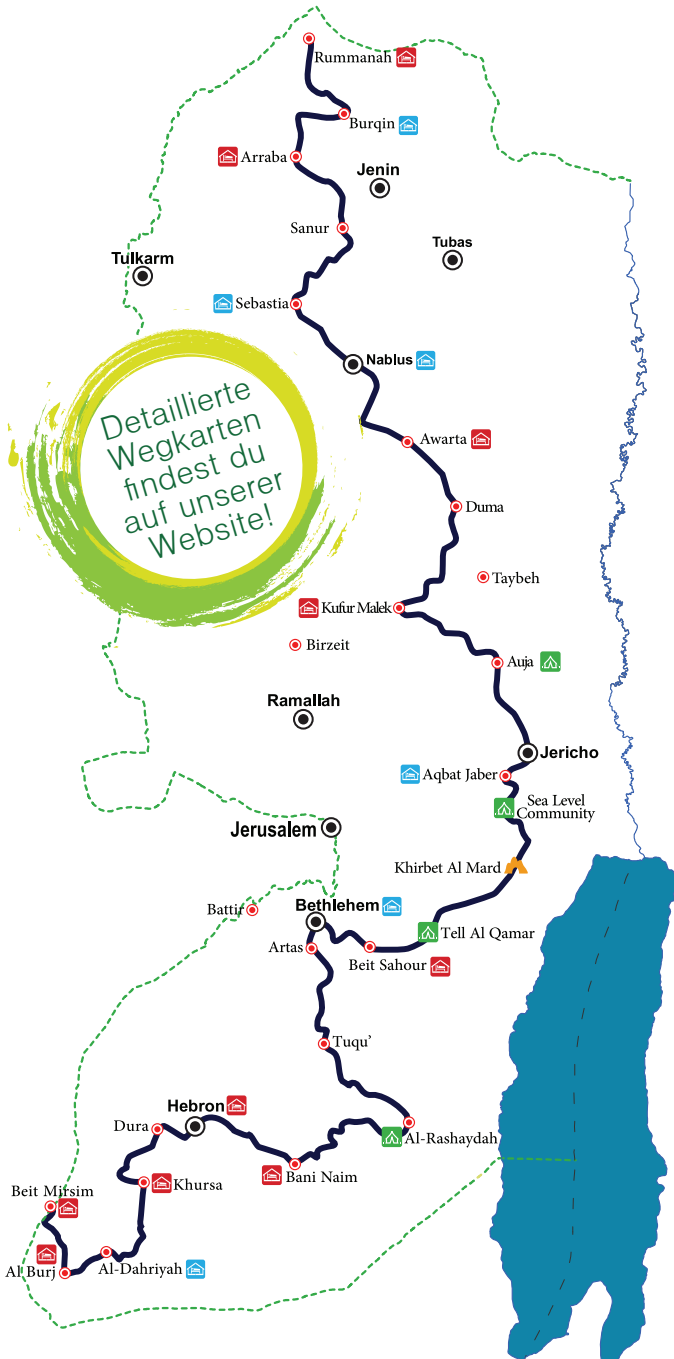 Rummanah
Burqin
Arraba
Jenin
Sanur
Tubas
Tulkarm
Sebastia
Nablus
Detaillierte
Wegkarten
findest du
auf unserer
Website!
Awarta
Duma
Taybeh
Kufur Malek
Birzeit
Auja
Ramallah
Jericho
Aqbat Jaber
Sea Level
Community
Jerusalem
Khirbet Al Mard
Battir
Bethlehem
Tell Al Qamar
Artas
Beit Sahour
Tuqu’
Hebron
Dura
Al-Rashaydah
Bani Naim
Khursa
Beit Mirsim
Al Burj
Al-Dahriyah